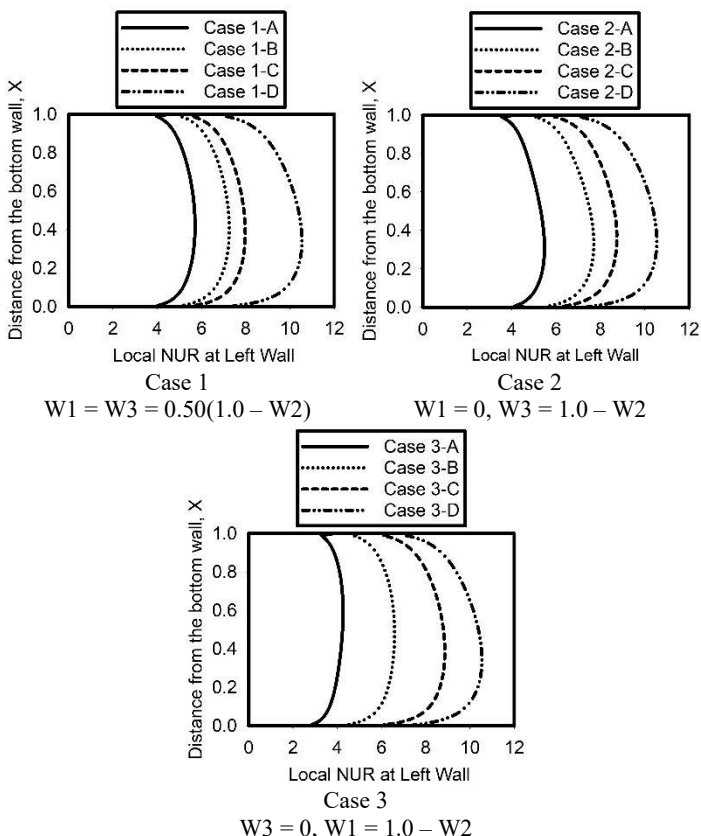 Case 1-A
Case 1-B
Case 1-C
Case 1-D
Distance from the bottom wall, X
1.0
0.8
0.6
0.4
0.2
0.0
0 2 4 6 8 10 12
Local NUR at Left Wall
Case 1
W1 = W3 = 0.50(1.0 – W2)
Case 2-A
Case 2-B
Case 2-C
Case 2-D
Distance from the bottom wall, X
1.0
0.8
0.6
0.4
0.2
0.0
0 2 4 6 8 10 12
Local NUR at Left Wall
Case 2
W1 = 0, W3 = 1.0 – W2
Case 3-A
Case 3-B
Case 3-C
Case 3-D
Distance from the bottom wall, X
1.0
0.8
0.6
0.4
0.2
0.0
0 2 4 6 8 10 12
Local NUR at Left Wall
Case 3
W3 = 0, W1 = 1.0 – W2